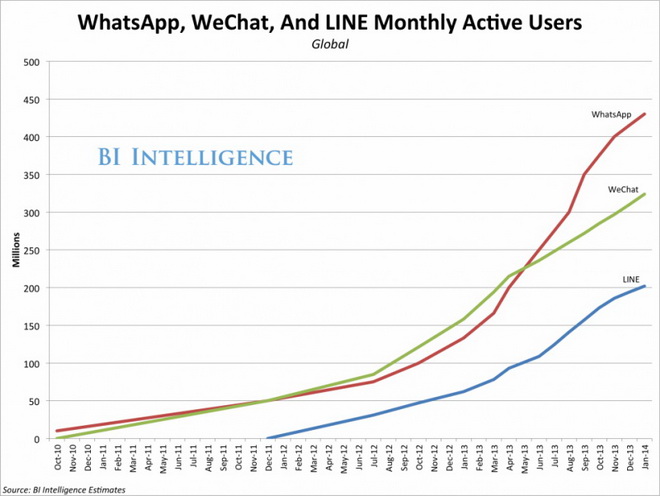 WhatsApp, WeChat, And LINE Monthly Active Users
Global
500
450
400
350
300
250
200
150
100
50
0
Millions
BI INTELLIGENCE
WhatsApp
WeChat
LINE
Oct-10
Nov-10
Dec-10
Jan-11
Feb-11
Mar-11
Apr-11
May-11
Jun-11
Jul-11
Aug-11
Sep-11
Oct-11
Nov-11
Dec-11
Jan-12
Feb-12
Mar-12
Apr-12
May-12
Jun-12
Jul-12
Aug-12
Sep-12
Oct-12
Nov-12
Dec-12
Jan-13
Feb-13
Mar-13
Apr-13
May-13
Jun-13
Jul-13
Aug-13
Sep-13
Oct-13
Nov-13
Dec-13
Jan-14
Source: BI Intelligence Estimates